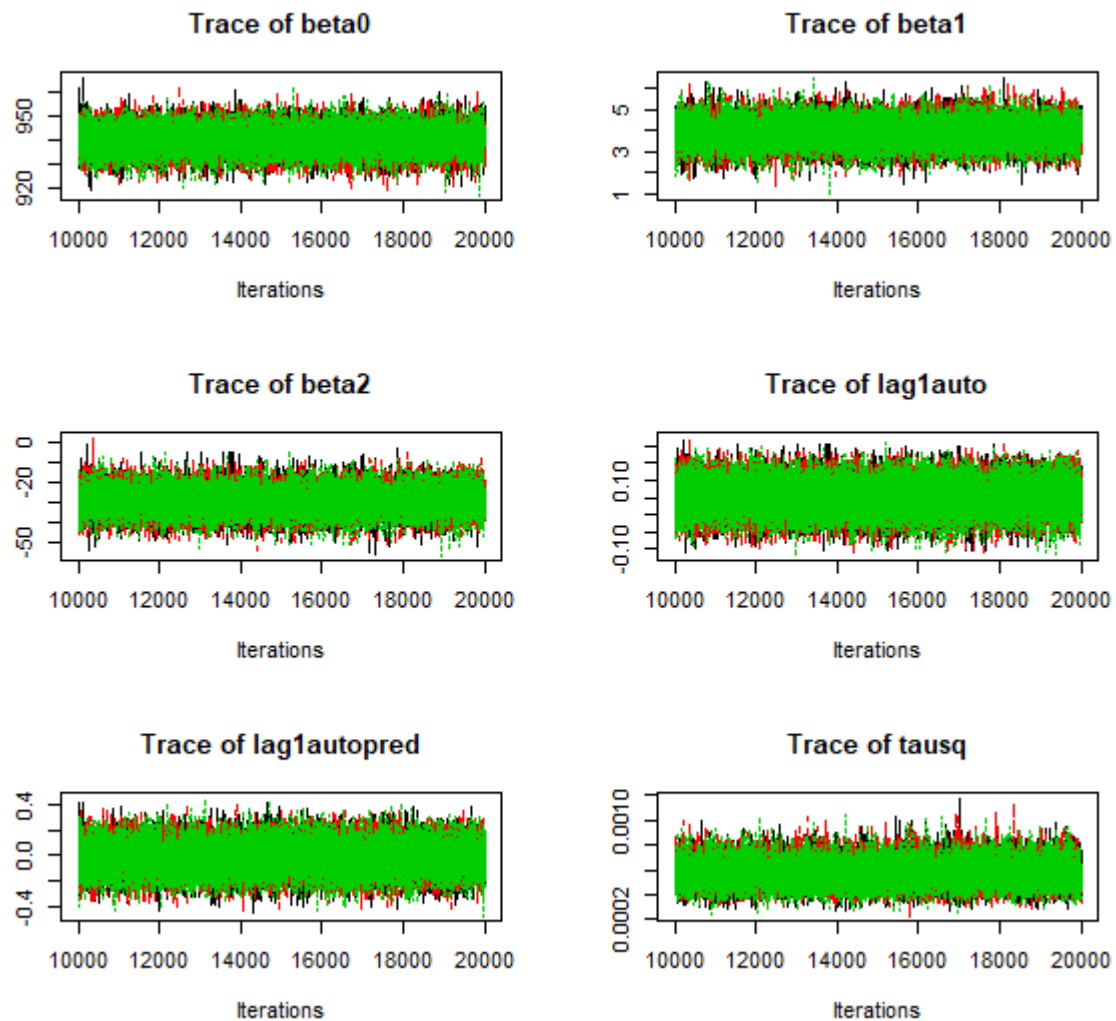 Trace of beta0
950
920
10000 12000 14000 16000 18000 20000
Iterations
Trace of beta1
5
3
1
10000 12000 14000 16000 18000 20000
Iterations
Trace of beta2
0
-20
-50
10000 12000 14000 16000 18000 20000
Iterations
Trace of lag1auto
0.10
-0.10
10000 12000 14000 16000 18000 20000
Iterations
Trace of lag1autopred
0.4
0.0
-0.4
10000 12000 14000 16000 18000 20000
Iterations
Trace of tausq
0.0010
0.0002
10000 12000 14000 16000 18000 20000
Iterations